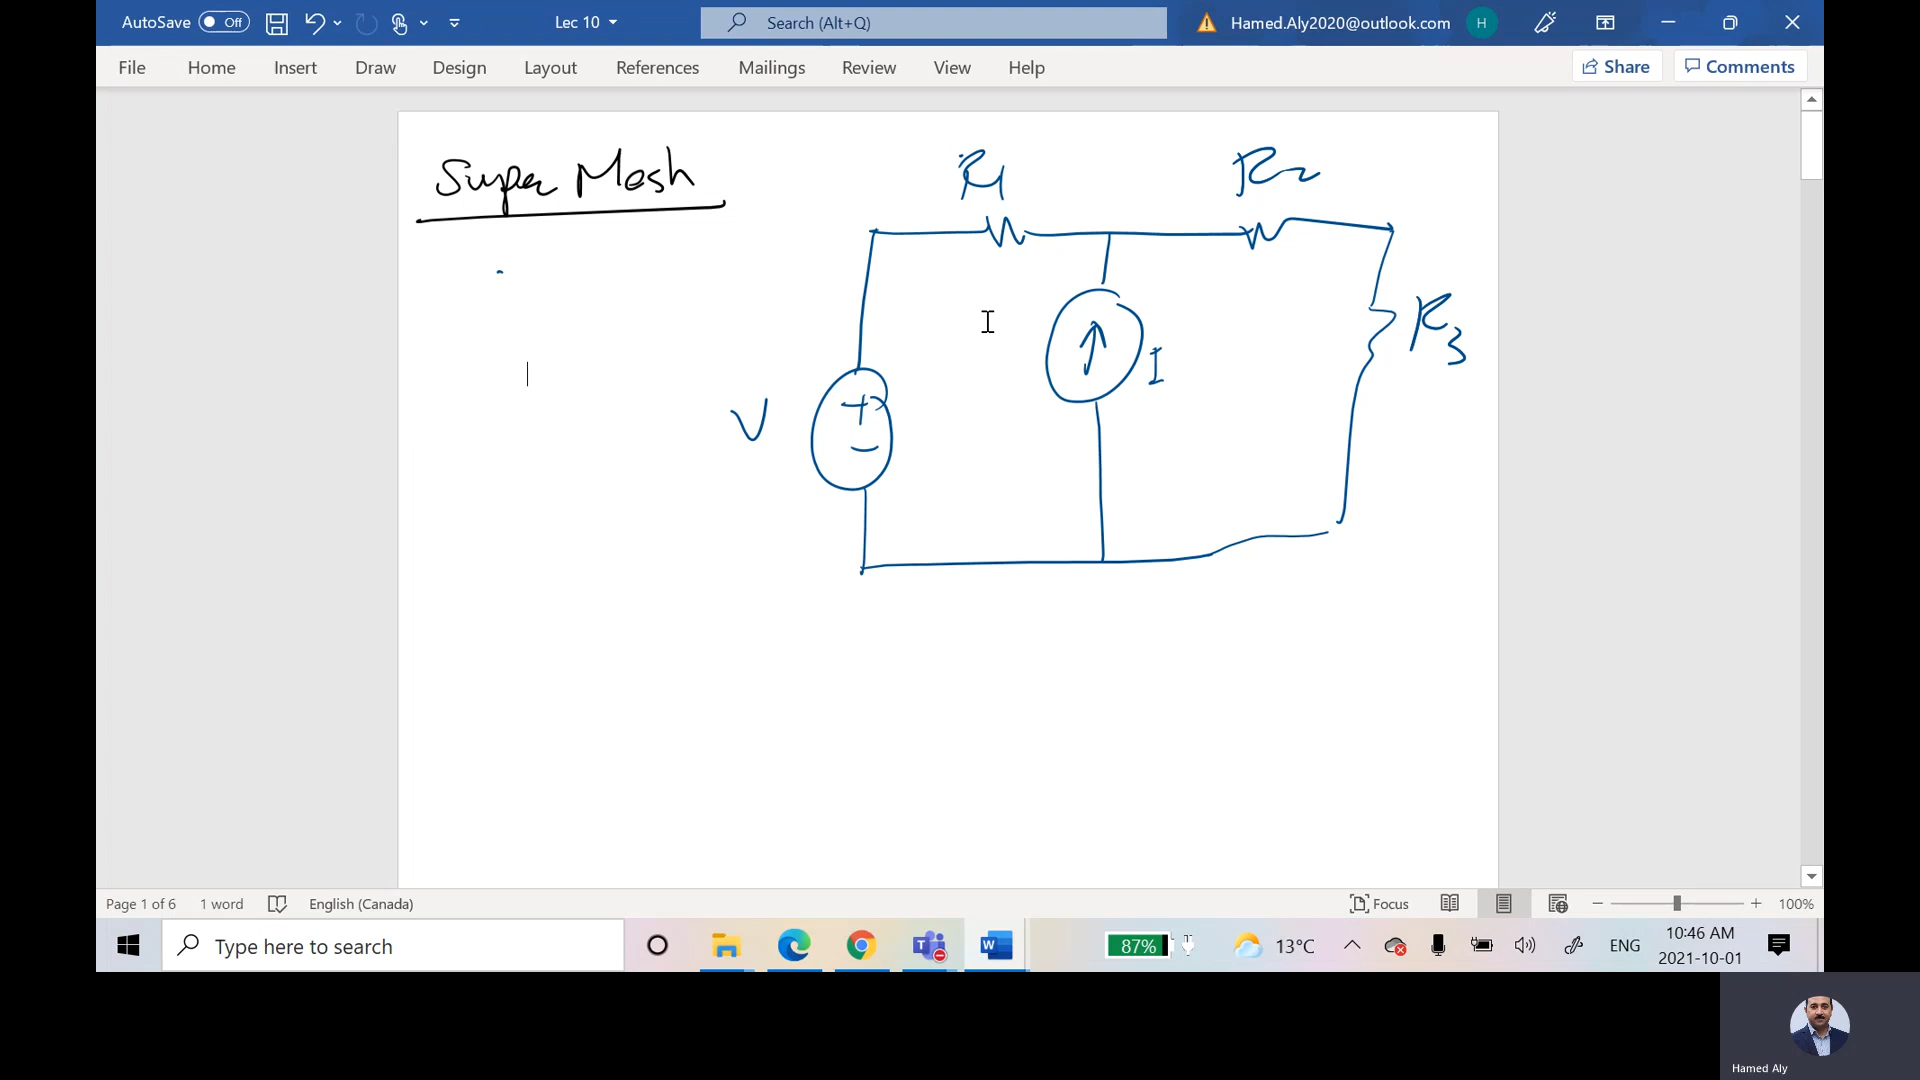 AutoSave Off
Lec 10
Search (Alt+Q)
Hamed.Aly2020@outlook.com
H
File Home Insert Draw Design Layout References Mailings Review View Help
Share Comments
Super Mesh
R1
R2
R3
I
V
+
−
Page 1 of 6 1 word English (Canada)
Focus
− + 100%
Type here to search
87%
13°C
ENG
10:46 AM
2021-10-01
Hamed Aly